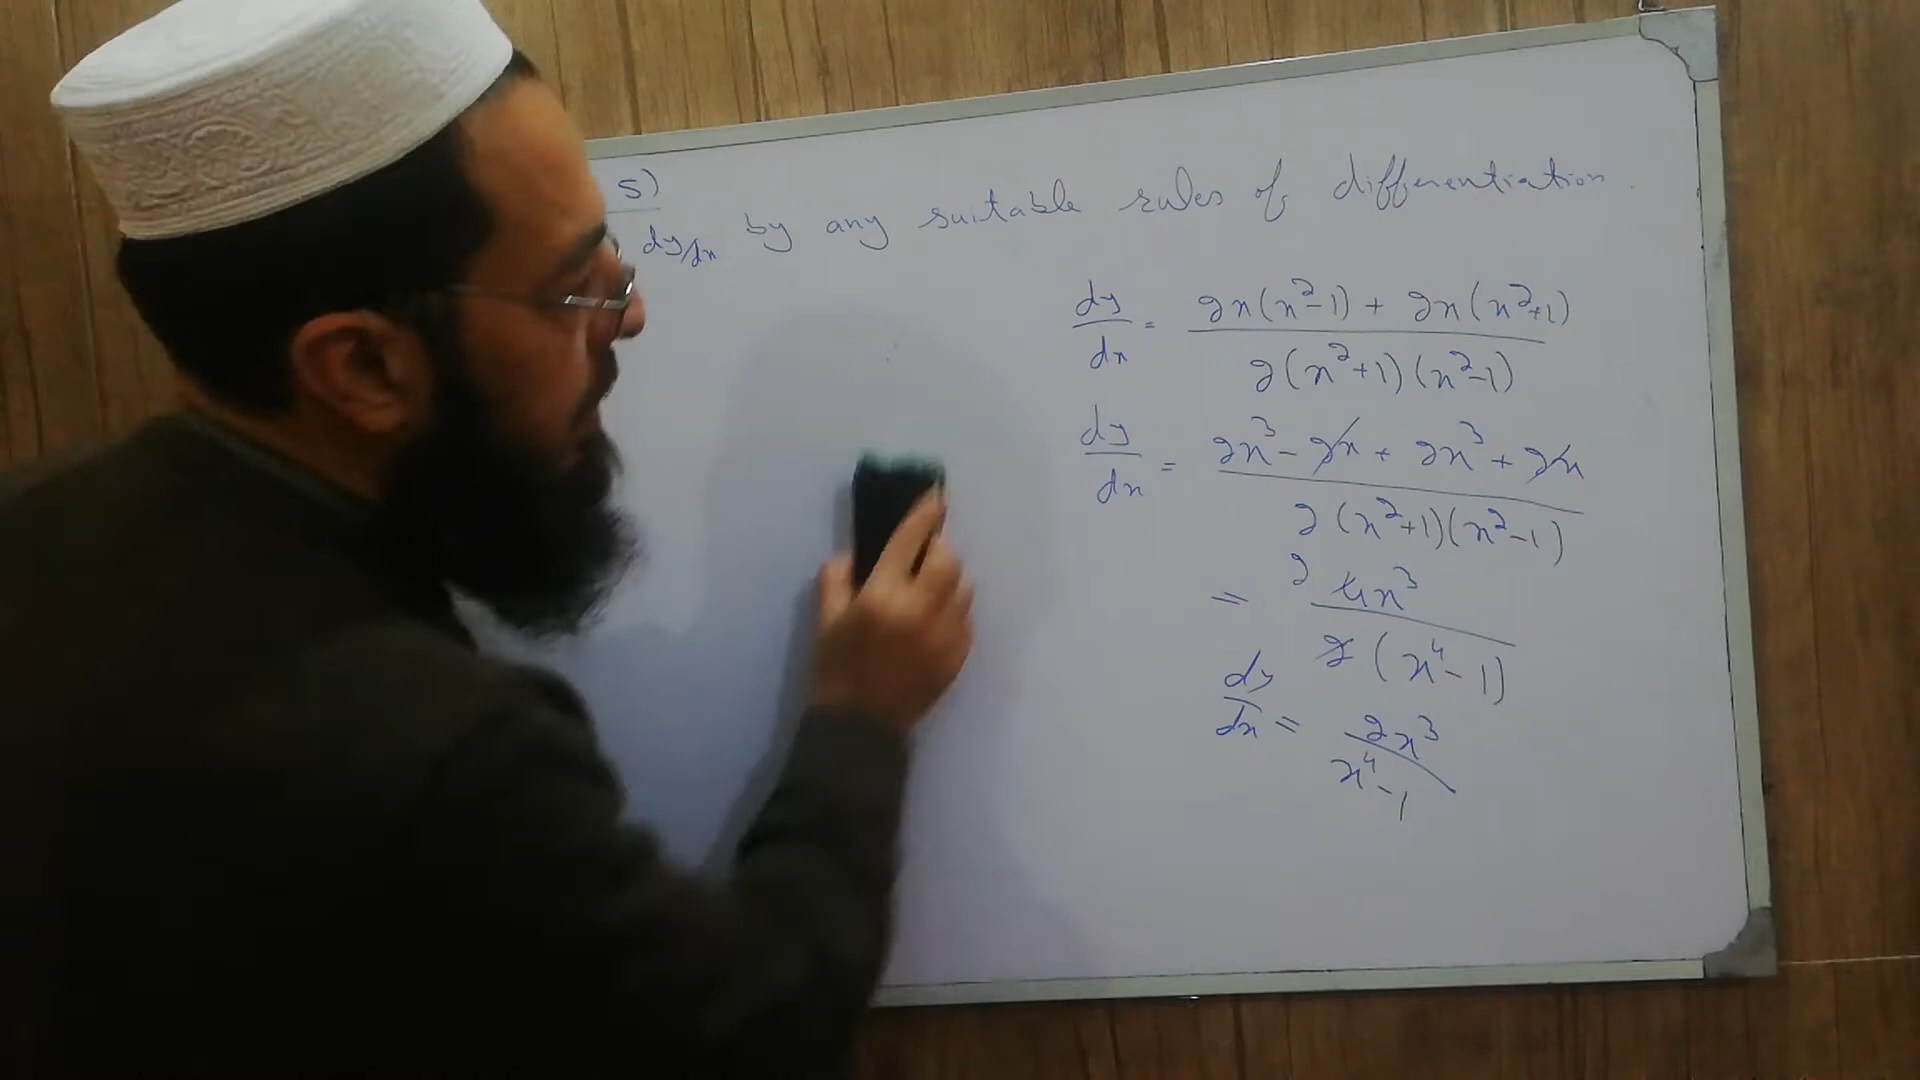 5)
dy/dx by any suitable rules of differentiation.
dy/dx = 2x(x²-1) + 2x(x²+1) / 2(x²+1)(x²-1)
dy/dx = 2x³ - 2x + 2x³ + 2x / 2(x²+1)(x²-1)
= 2 4x³ / 2(x⁴-1)
dy/dx = 2x³ / x⁴-1